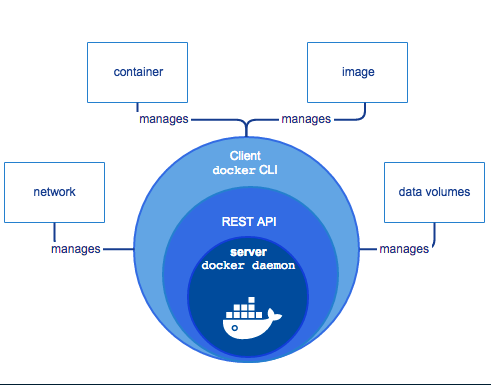 container
image
manages
manages
Client
docker CLI
network
data volumes
REST API
manages
manages
server
docker daemon